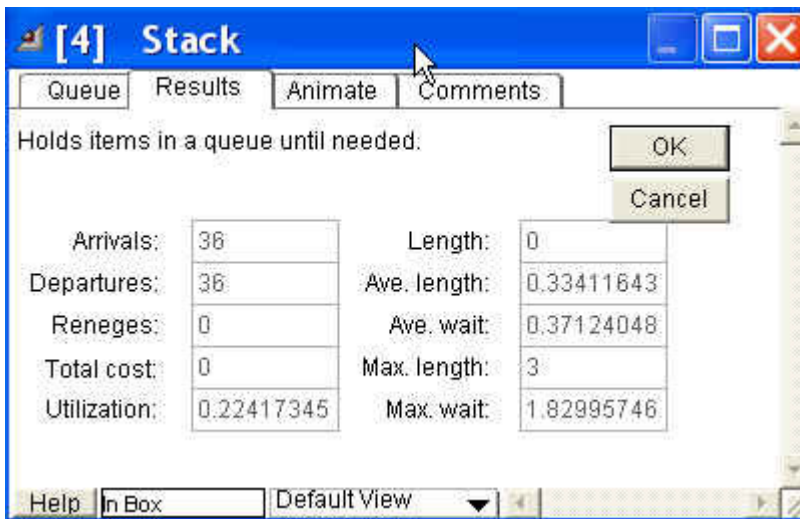 [4] Stack
Queue Results Animate Comments
Holds items in a queue until needed.
OK
Cancel
Arrivals: 36 Length: 0
Departures: 36 Ave. length: 0.33411643
Reneges: 0 Ave. wait: 0.37124048
Total cost: 0 Max. length: 3
Utilization: 0.22417345 Max. wait: 1.82995746
Help In Box Default View